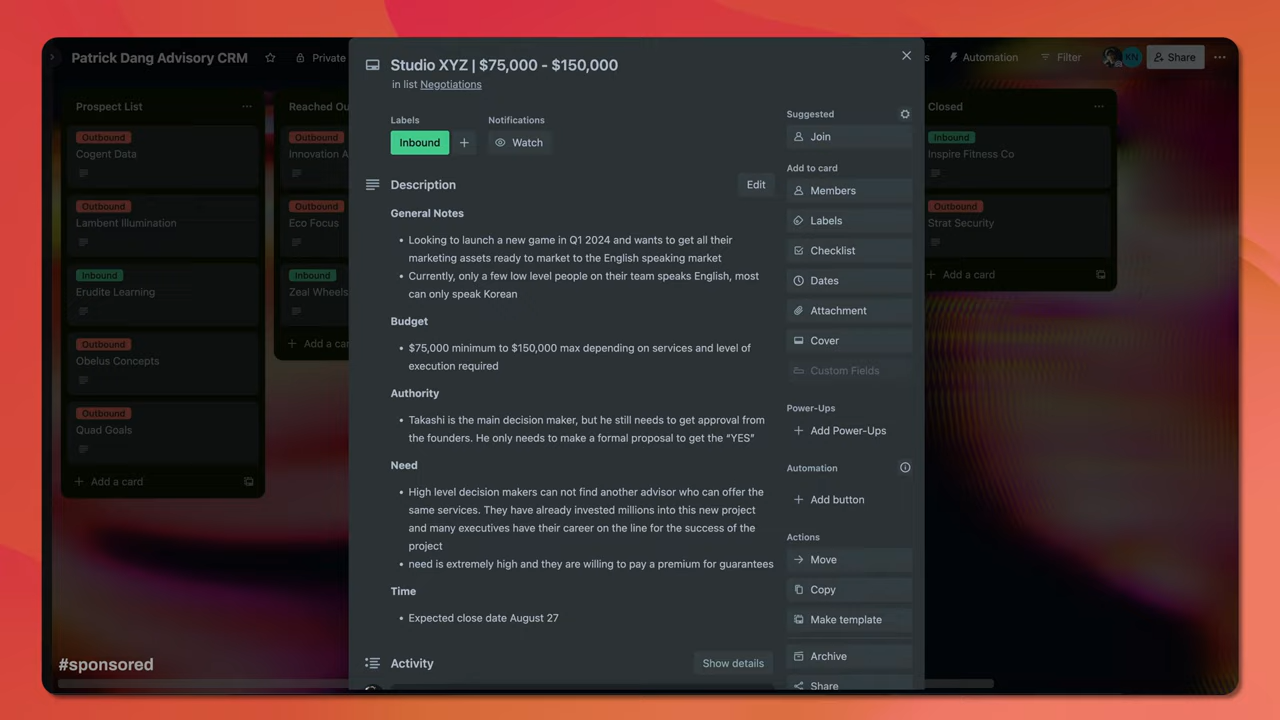 Patrick Dang Advisory CRM
Private
Automation
Filter
KN
Share
Prospect List
Outbound
Cogent Data
Outbound
Lambent Illumination
Inbound
Erudite Learning
Outbound
Obelus Concepts
Outbound
Quad Goals
+ Add a card
Reached Ou
Outbound
Innovation A
Outbound
Eco Focus
Inbound
Zeal Wheels
+ Add a car
Studio XYZ | $75,000 - $150,000
in list Negotiations
Labels
Notifications
Inbound
+
Watch
Description
Edit
General Notes
• Looking to launch a new game in Q1 2024 and wants to get all their
marketing assets ready to market to the English speaking market
• Currently, only a few low level people on their team speaks English, most
can only speak Korean
Budget
• $75,000 minimum to $150,000 max depending on services and level of
execution required
Authority
• Takashi is the main decision maker, but he still needs to get approval from
the founders. He only needs to make a formal proposal to get the “YES”
Need
• High level decision makers can not find another advisor who can offer the
same services. They have already invested millions into this new project
and many executives have their career on the line for the success of the
project
• need is extremely high and they are willing to pay a premium for guarantees
Time
• Expected close date August 27
Activity
Show details
Suggested
Join
Add to card
Members
Labels
Checklist
Dates
Attachment
Cover
Custom Fields
Power-Ups
+ Add Power-Ups
Automation
+ Add button
Actions
Move
Copy
Make template
Archive
Share
Closed
Inbound
Inspire Fitness Co
Outbound
Strat Security
+ Add a card
#sponsored